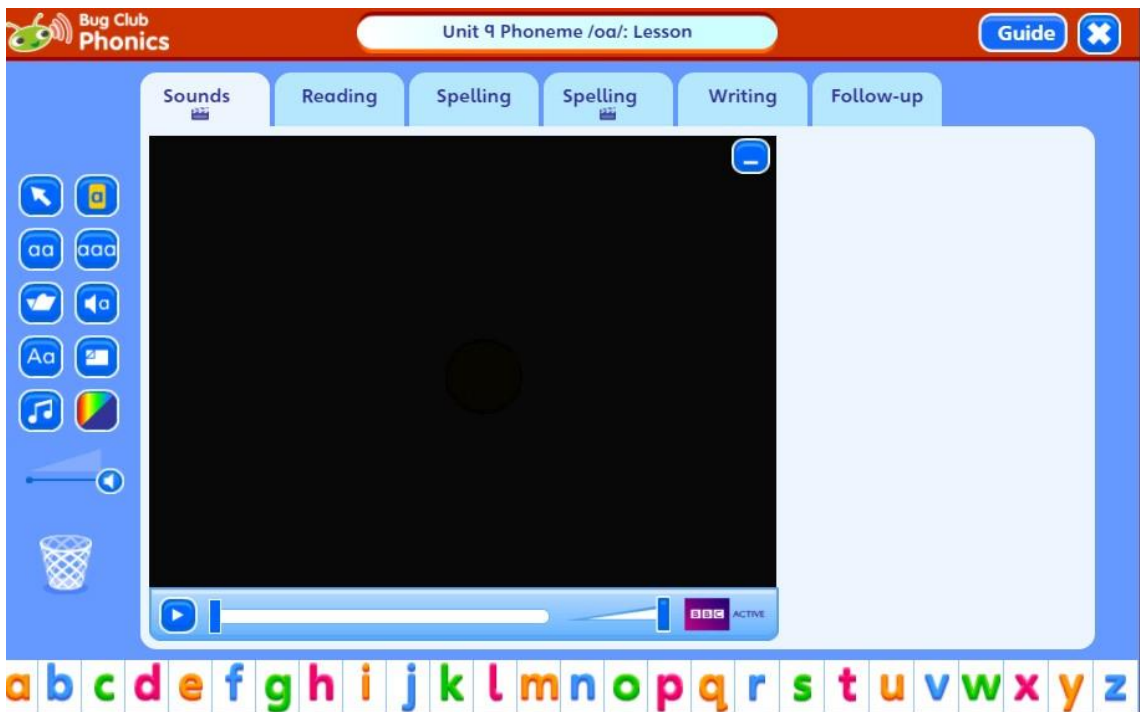 Bug Club
Phonics
Unit 9 Phoneme /oa/: Lesson
Guide
Sounds
Reading
Spelling
Spelling
Writing
Follow-up
a
aa
aaa
a
Aa
BBC ACTIVE
a b c d e f g h i j k l m n o p q r s t u v w x y z